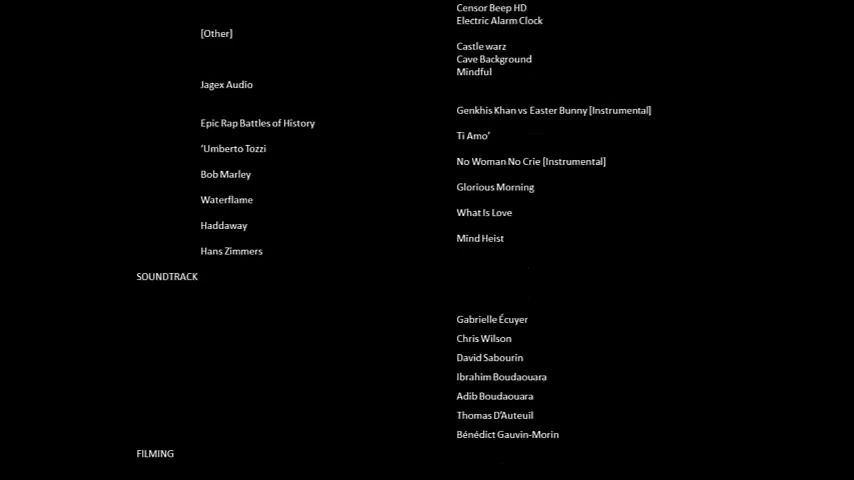 Censor Beep HD
Electric Alarm Clock
[Other]
Castle warz
Cave Background
Mindful
Jagex Audio
Genkhis Khan vs Easter Bunny [Instrumental]
Epic Rap Battles of History
Ti Amo'
'Umberto Tozzi
No Woman No Crie [Instrumental]
Bob Marley
Glorious Morning
Waterflame
What Is Love
Haddaway
Mind Heist
Hans Zimmers
SOUNDTRACK
Gabrielle Écuyer
Chris Wilson
David Sabourin
Ibrahim Boudaouara
Adib Boudaouara
Thomas D'Auteuil
Bénédict Gauvin-Morin
FILMING